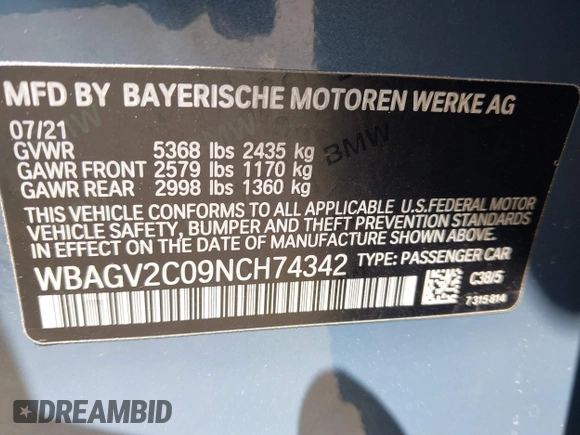 MFD BY BAYERISCHE MOTOREN WERKE AG
07/21
GVWR 5368 lbs 2435 kg
GAWR FRONT 2579 lbs 1170 kg
GAWR REAR 2998 lbs 1360 kg
THIS VEHICLE CONFORMS TO ALL APPLICABLE U.S.FEDERAL MOTOR
VEHICLE SAFETY, BUMPER AND THEFT PREVENTION STANDARDS
IN EFFECT ON THE DATE OF MANUFACTURE SHOWN ABOVE.
WBAGV2C09NCH74342 TYPE: PASSENGER CAR
C38/5
7315814
BMW
BMW
DREAMBID